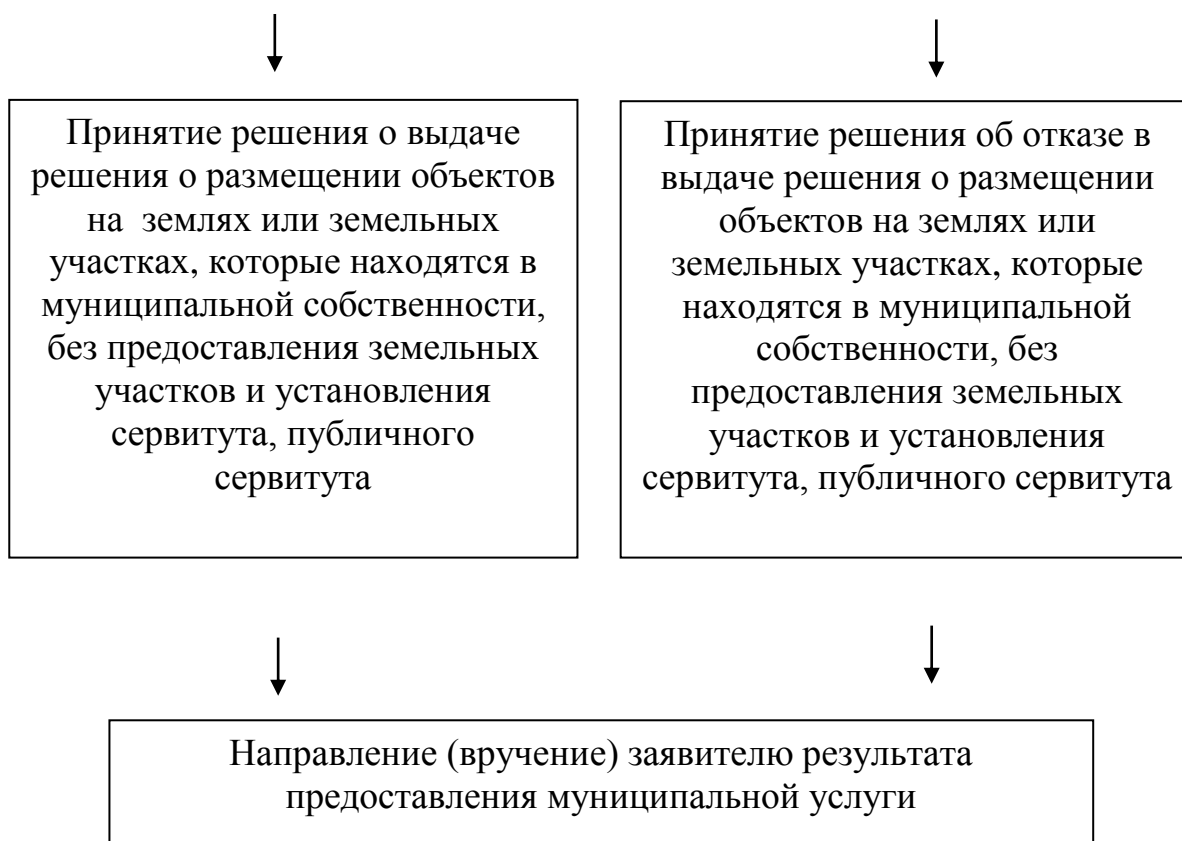 Принятие решения о выдаче
решения о размещении объектов
на  землях или земельных
участках, которые находятся в
муниципальной собственности,
без предоставления земельных
участков и установления
сервитута, публичного
сервитута
Принятие решения об отказе в
выдаче решения о размещении
объектов на землях или
земельных участках, которые
находятся в муниципальной
собственности, без
предоставления земельных
участков и установления
сервитута, публичного сервитута
Направление (вручение) заявителю результата
предоставления муниципальной услуги